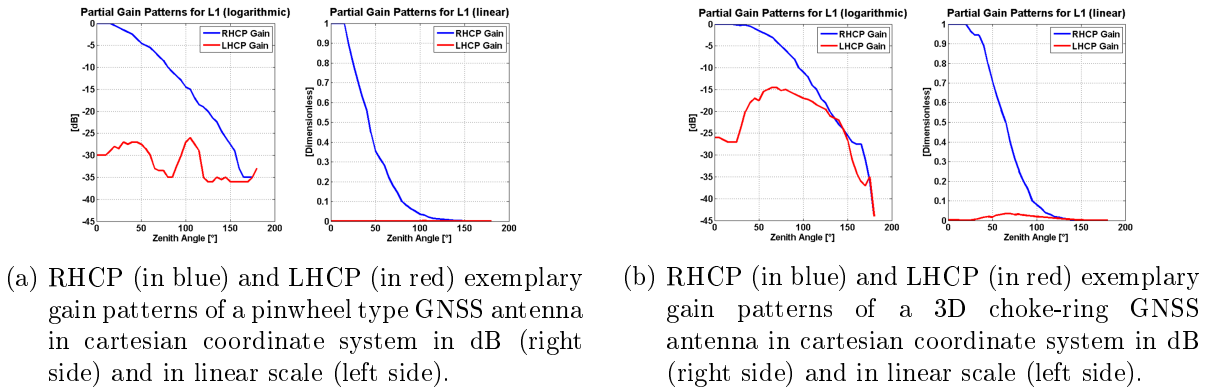 Partial Gain Patterns for L1 (logarithmic)
RHCP Gain
LHCP Gain
0
-5
-10
-15
-20
-25
-30
-35
-40
-45
[dB]
0 50 100 150 200
Zenith Angle [°]
Partial Gain Patterns for L1 (linear)
RHCP Gain
LHCP Gain
1
0.9
0.8
0.7
0.6
0.5
0.4
0.3
0.2
0.1
0
[Dimensionless]
0 50 100 150 200
Zenith Angle [°]
(a) RHCP (in blue) and LHCP (in red) exemplary
gain patterns of a pinwheel type GNSS antenna
in cartesian coordinate system in dB (right
side) and in linear scale (left side).
Partial Gain Patterns for L1 (logarithmic)
RHCP Gain
LHCP Gain
0
-5
-10
-15
-20
-25
-30
-35
-40
-45
[dB]
0 50 100 150 200
Zenith Angle [°]
Partial Gain Patterns for L1 (linear)
RHCP Gain
LHCP Gain
1
0.9
0.8
0.7
0.6
0.5
0.4
0.3
0.2
0.1
0
[Dimensionless]
0 50 100 150 200
Zenith Angle [°]
(b) RHCP (in blue) and LHCP (in red) exemplary
gain patterns of a 3D choke-ring GNSS
antenna in cartesian coordinate system in dB
(right side) and in linear scale (left side).